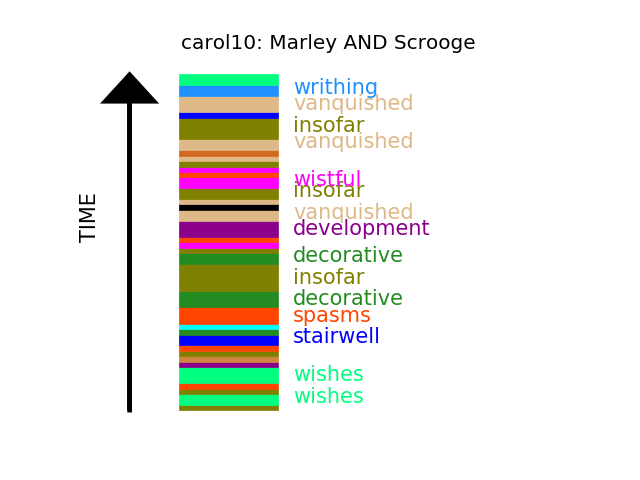 carol10: Marley AND Scrooge
TIME
writhing
vanquished
insofar
vanquished
wistful
insofar
vanquished
development
decorative
insofar
decorative
spasms
stairwell
wishes
wishes